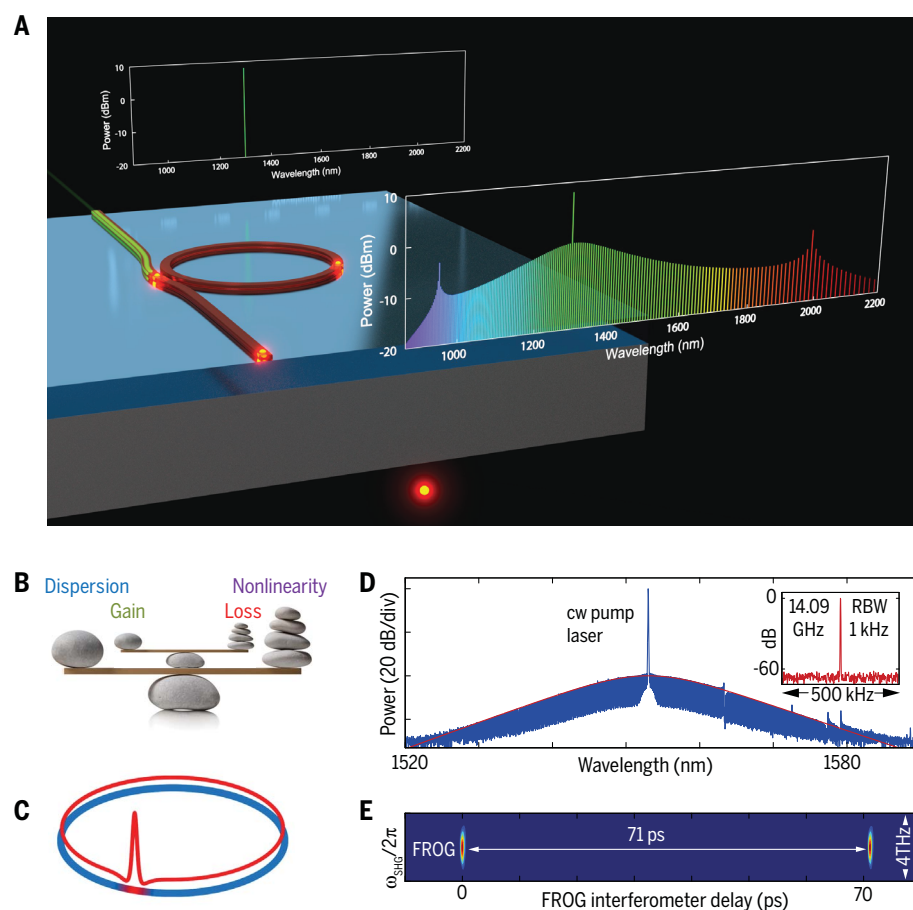 A
10
0
-10
-20
Power (dBm)
1000
1200
1400
1600
1800
2000
2200
Wavelength (nm)
10
0
-10
-20
Power (dBm)
1000
1200
1400
1600
1800
2000
2200
Wavelength (nm)
B
Dispersion
Nonlinearity
Gain
Loss
C
D
Power (20 dB/div)
cw pump
laser
0
-60
dB
14.09
GHz
RBW
1 kHz
500 kHz
1520
Wavelength (nm)
1580
E
ωSHG/2π
FROG
71 ps
4THz
0
FROG interferometer delay (ps)
70